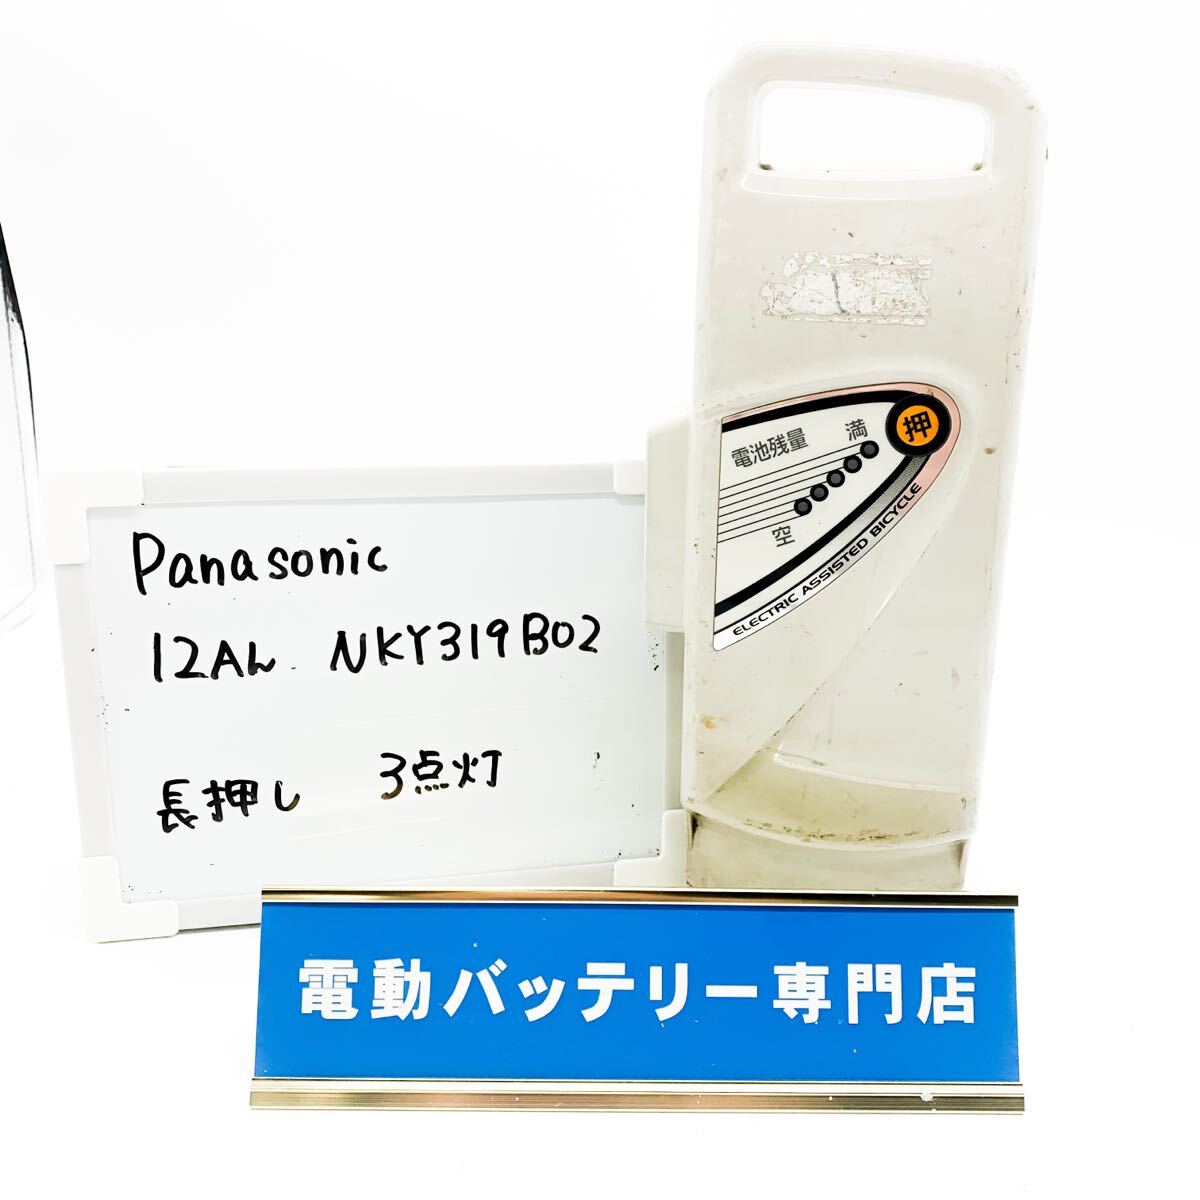 Panasonic
12Ah NKY319B02
長押し 3点灯
電池残量 満
押
空
ELECTRIC ASSISTED BICYCLE
電動バッテリー専門店